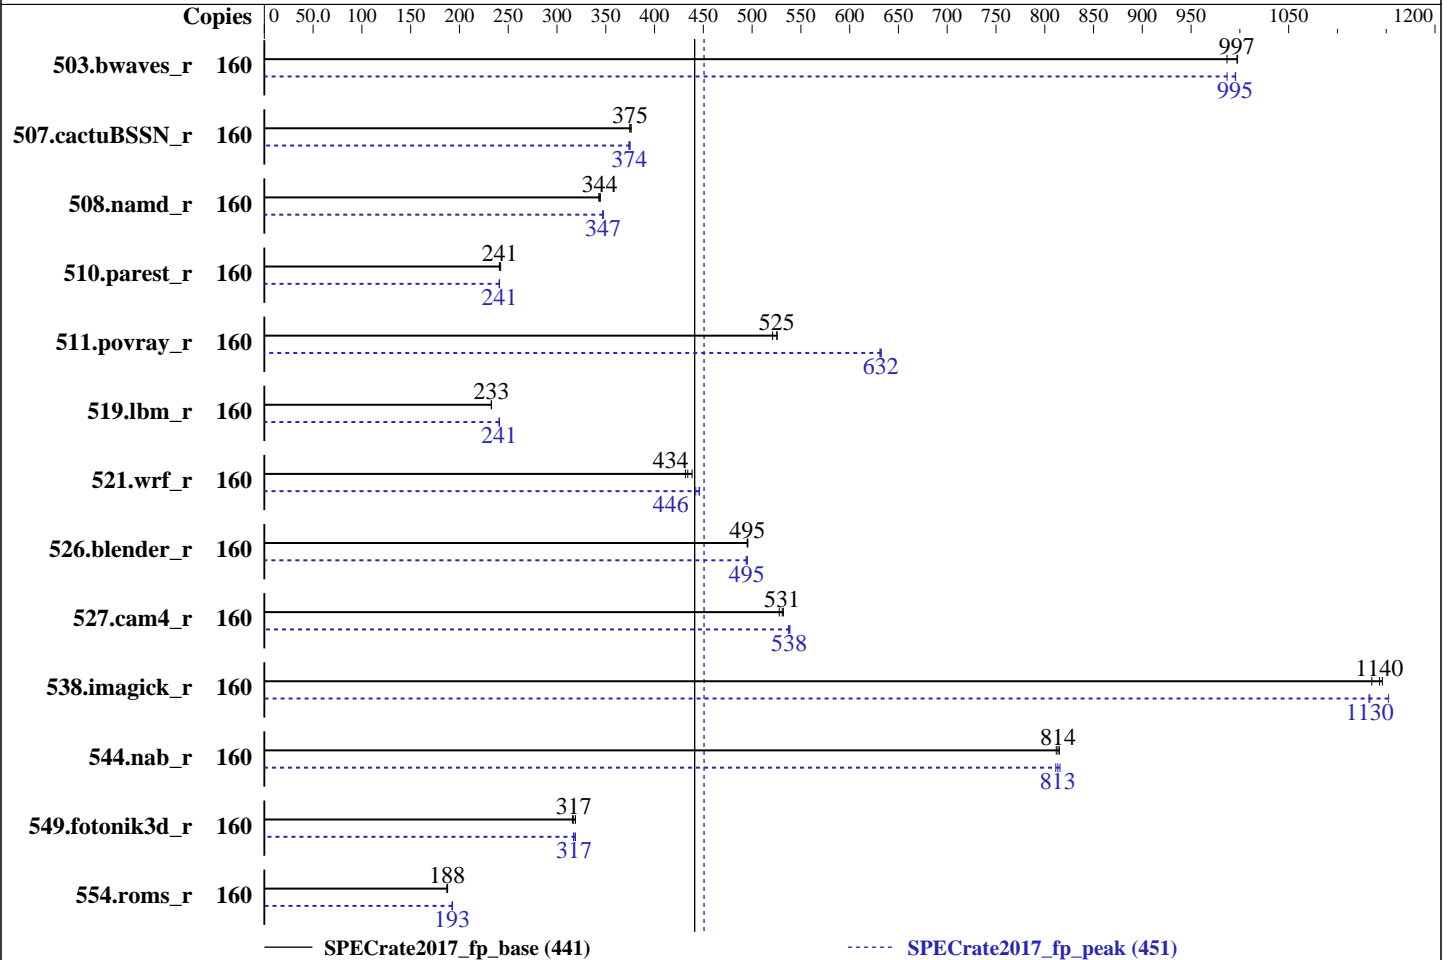 Copies 0 50.0 100 150 200 250 300 350 400 450 500 550 600 650 700 750 800 850 900 950 1050 1200
997
503.bwaves_r 160
995
375
507.cactuBSSN_r 160
374
344
508.namd_r 160
347
241
510.parest_r 160
241
525
511.povray_r 160
632
233
519.lbm_r 160
241
434
521.wrf_r 160
446
495
526.blender_r 160
495
531
527.cam4_r 160
538
1140
538.imagick_r 160
1130
814
544.nab_r 160
813
317
549.fotonik3d_r 160
317
188
554.roms_r 160
193
SPECrate2017_fp_base (441) SPECrate2017_fp_peak (451)